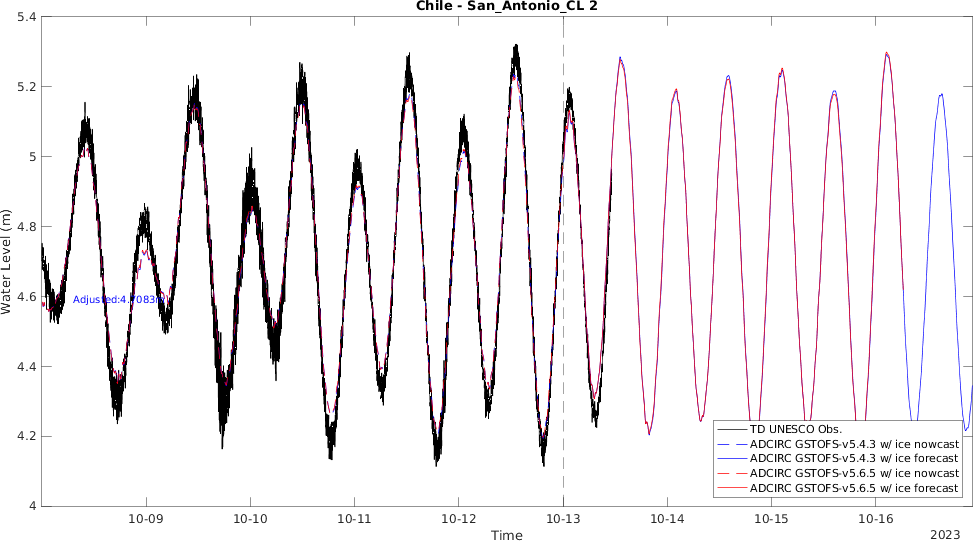 Chile - San_Antonio_CL 2
5.4
5.2
5
4.8
4.6
4.4
4.2
4
Water Level (m)
Adjusted:4.7083m
10-09
10-10
10-11
10-12
10-13
10-14
10-15
10-16
Time
2023
TD UNESCO Obs.
ADCIRC GSTOFS-v5.4.3 w/ ice nowcast
ADCIRC GSTOFS-v5.4.3 w/ ice forecast
ADCIRC GSTOFS-v5.6.5 w/ ice nowcast
ADCIRC GSTOFS-v5.6.5 w/ ice forecast